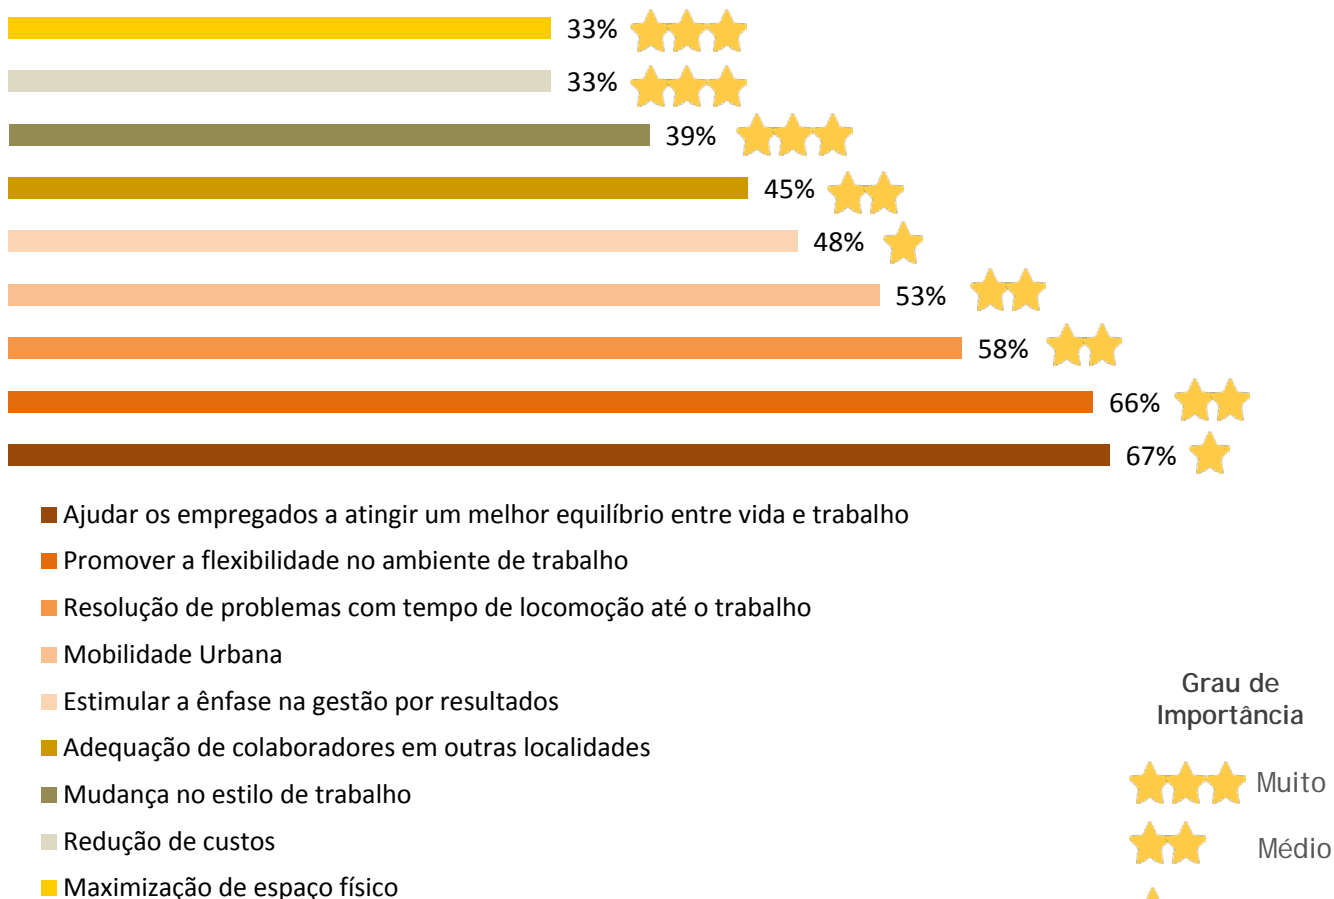 33%
33%
39%
45%
48%
53%
58%
66%
67%
Ajudar os empregados a atingir um melhor equilíbrio entre vida e trabalho
Promover a flexibilidade no ambiente de trabalho
Resolução de problemas com tempo de locomoção até o trabalho
Mobilidade Urbana
Estimular a ênfase na gestão por resultados
Adequação de colaboradores em outras localidades
Mudança no estilo de trabalho
Redução de custos
Maximização de espaço físico
Grau de
Importância
Muito
Médio